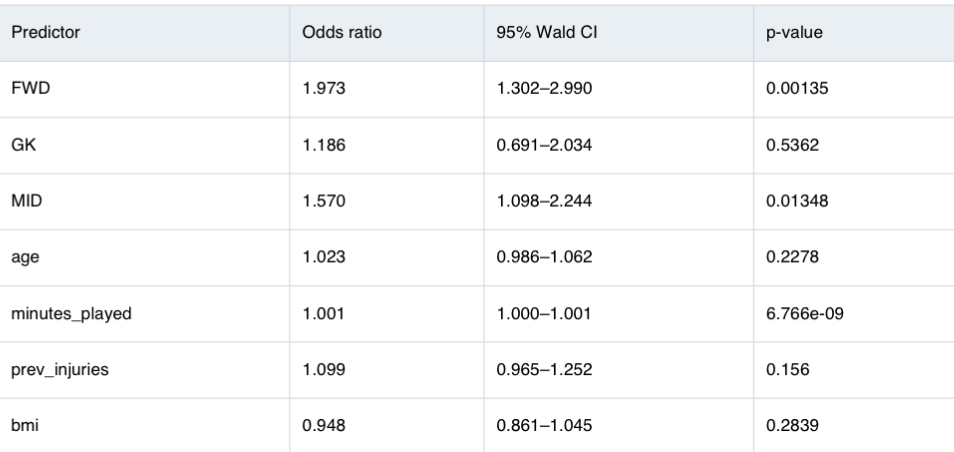 Predictor Odds ratio 95% Wald CI p-value
FWD 1.973 1.302–2.990 0.00135
GK 1.186 0.691–2.034 0.5362
MID 1.570 1.098–2.244 0.01348
age 1.023 0.986–1.062 0.2278
minutes_played 1.001 1.000–1.001 6.766e-09
prev_injuries 1.099 0.965–1.252 0.156
bmi 0.948 0.861–1.045 0.2839